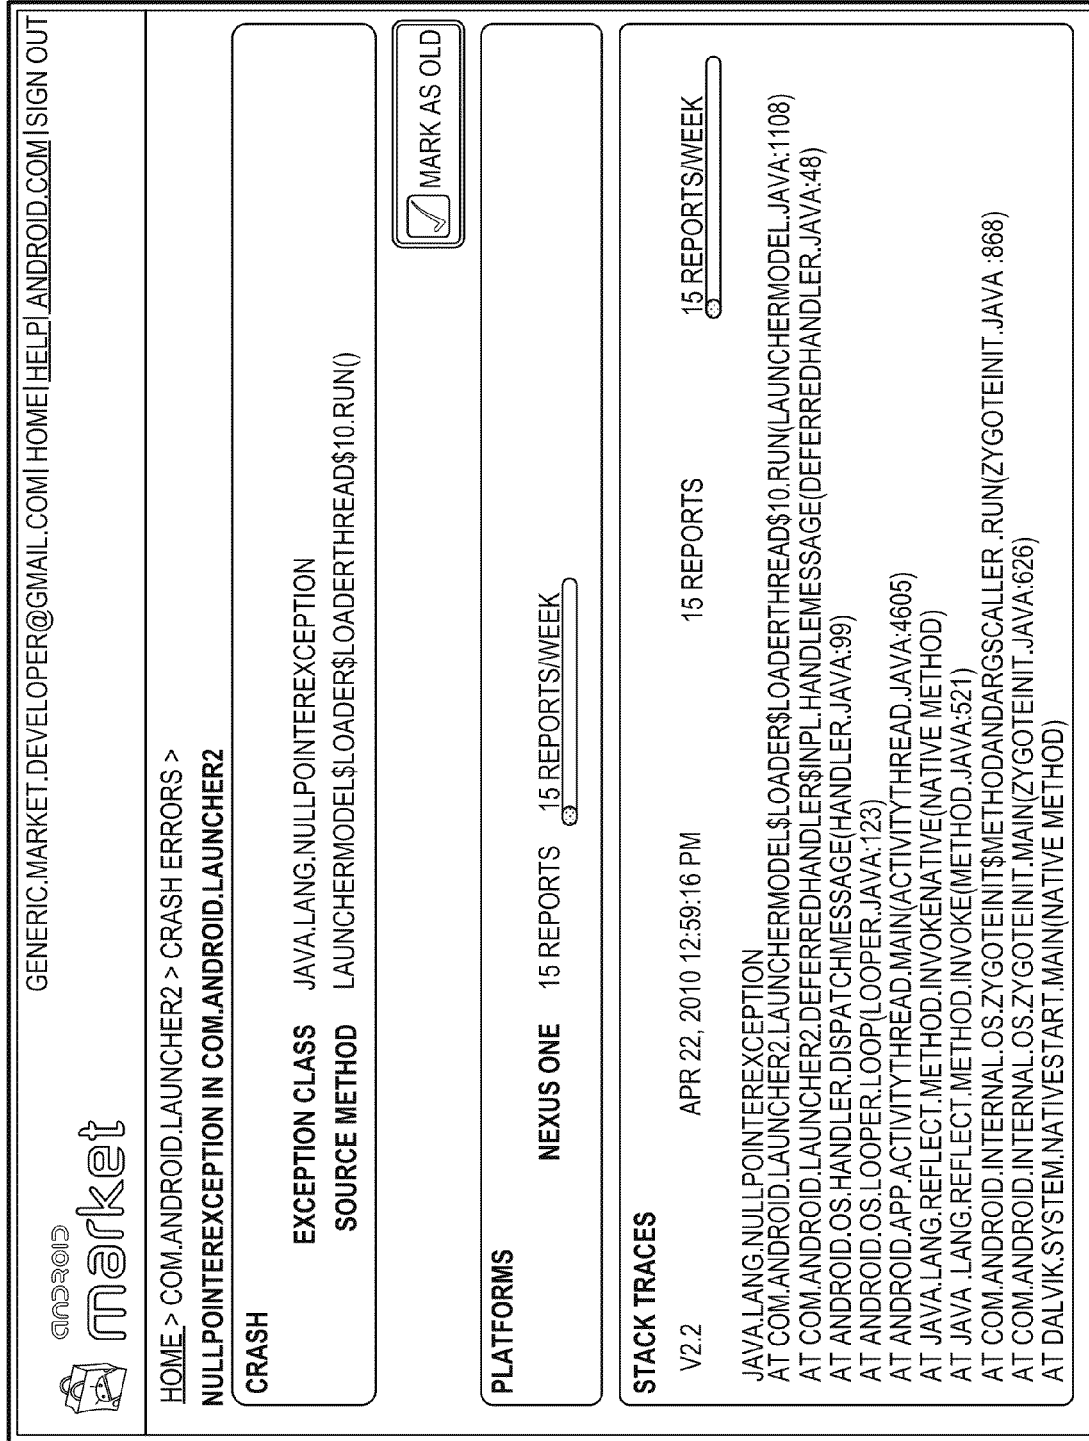 GENERIC.MARKET.DEVELOPER@GMAIL.COM|HOME|HELP|ANDROID.COM|SIGN OUT
ANDROID
market
HOME > COM.ANDROID.LAUNCHER2 > CRASH ERRORS >
NULLPOINTEREXCEPTION IN COM.ANDROID.LAUNCHER2
CRASH
EXCEPTION CLASS JAVA.LANG.NULLPOINTEREXCEPTION
SOURCE METHOD LAUNCHERMODEL$LOADER$LOADERTHREAD$10.RUN()
MARK AS OLD
PLATFORMS
NEXUS ONE 15 REPORTS 15 REPORTS/WEEK
STACK TRACES
V2.2 APR 22, 2010 12:59:16 PM 15 REPORTS 15 REPORTS/WEEK
JAVA.LANG.NULLPOINTEREXCEPTION
AT COM.ANDROID.LAUNCHER2.LAUNCHERMODEL$LOADER$LOADERTHREAD$10.RUN(LAUNCHERMODEL.JAVA:1108)
AT COM.ANDROID.LAUNCHER2.DEFERREDHANDLER$INPL.HANDLEMESSAGE(DEFERREDHANDLER.JAVA:48)
AT ANDROID.OS.HANDLER.DISPATCHMESSAGE(HANDLER.JAVA:99)
AT ANDROID.OS.LOOPER.LOOP(LOOPER.JAVA:123)
AT ANDROID.APP.ACTIVITYTHREAD.MAIN(ACTIVITYTHREAD.JAVA:4605)
AT JAVA.LANG.REFLECT.METHOD.INVOKENATIVE(NATIVE METHOD)
AT JAVA .LANG.REFLECT.METHOD.INVOKE(METHOD.JAVA:521)
AT COM.ANDROID.INTERNAL.OS.ZYGOTEINIT$METHODANDARGSCALLER .RUN(ZYGOTEINIT.JAVA :868)
AT COM.ANDROID.INTERNAL.OS.ZYGOTEINIT.MAIN(ZYGOTEINIT.JAVA:626)
AT DALVIK.SYSTEM.NATIVESTART.MAIN(NATIVE METHOD)